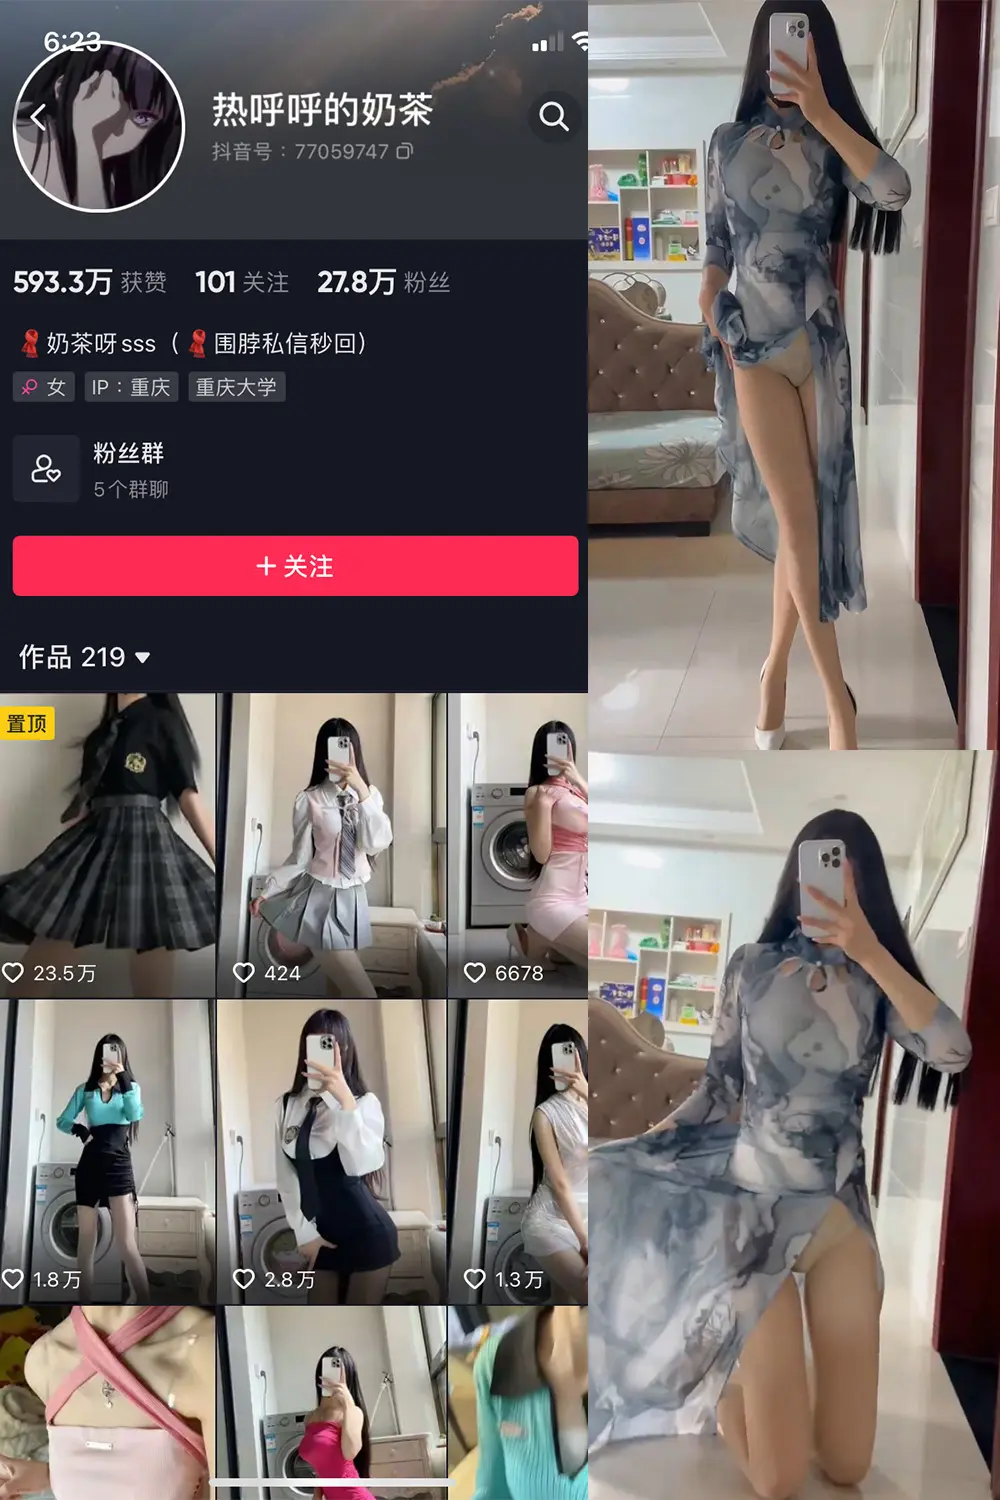 6:23
热呼呼的奶茶
抖音号：77059747
593.3万 获赞 101 关注 27.8万 粉丝
奶茶呀sss（围脖私信秒回）
女 IP：重庆 重庆大学
粉丝群
5个群聊
+ 关注
作品 219
置顶
23.5万 424 6678
1.8万 2.8万 1.3万